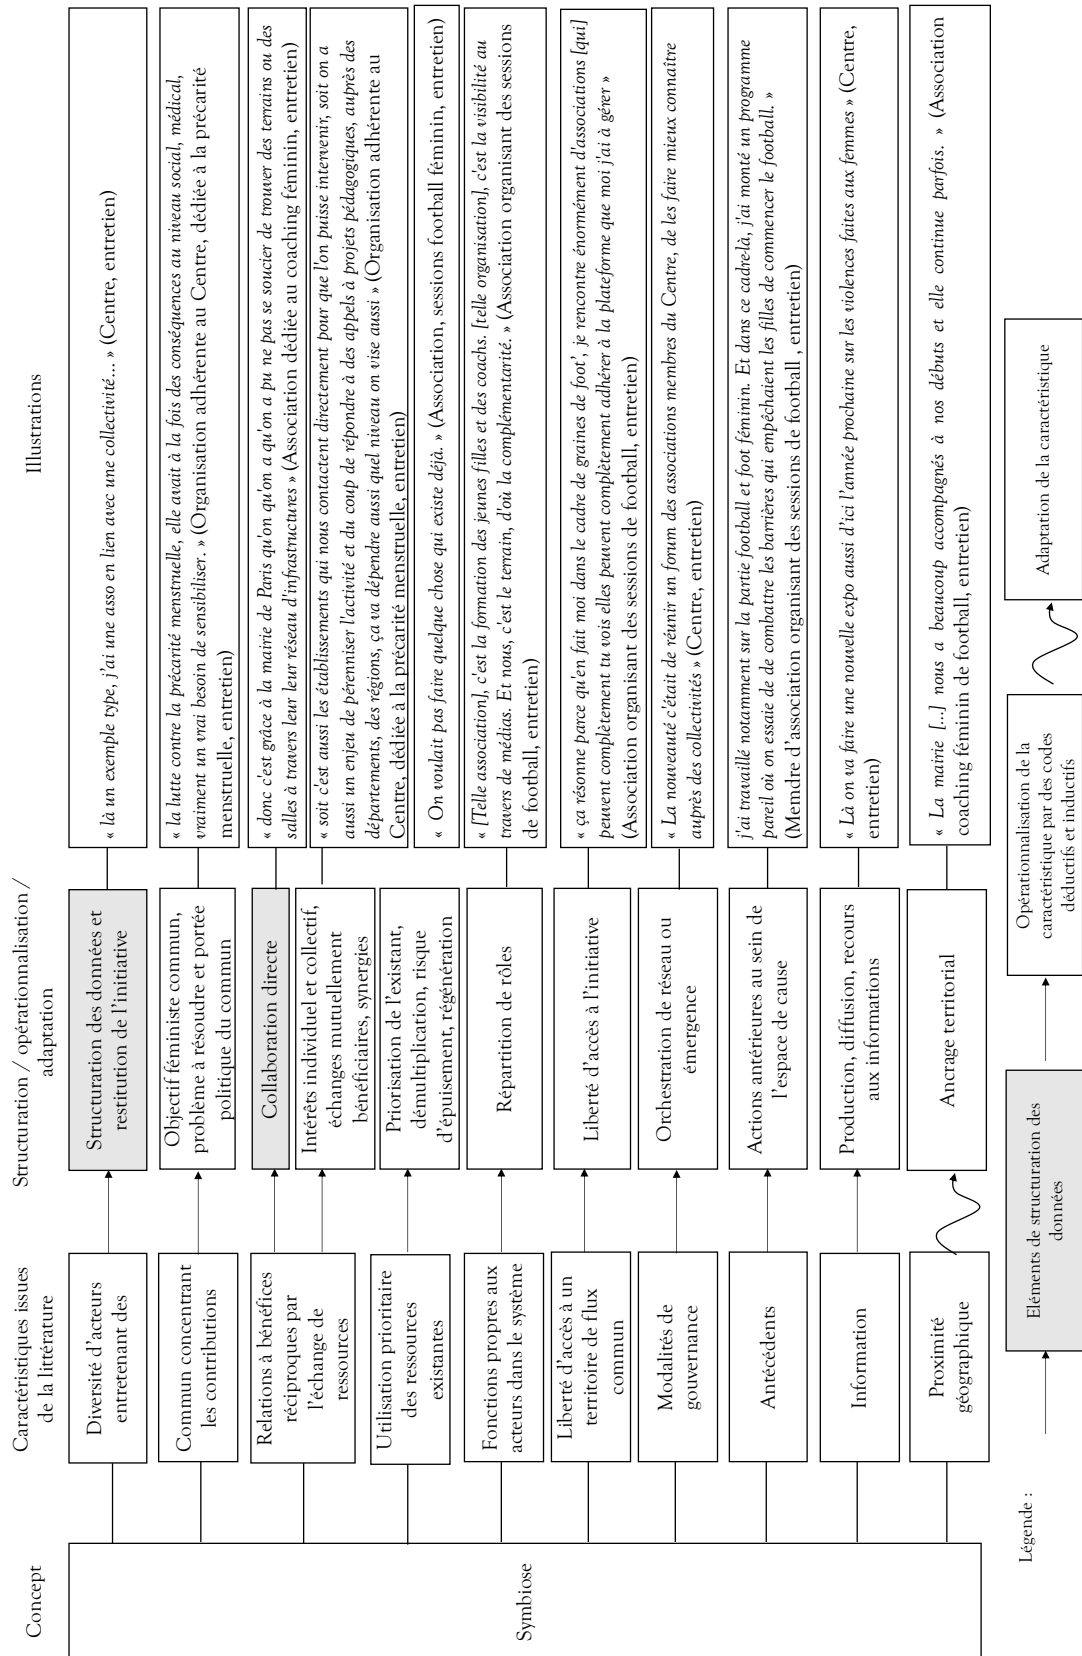 Concept
Caractéristiques issues
de la littérature
Structuration / opérationnalisation /
adaptation
Illustrations
Symbiose
Diversité d'acteurs
entretenant des
Structuration des données et
restitution de l'initiative
« là un exemple type, j'ai une asso en lien avec une collectivité... » (Centre, entretien)
Commun concentrant
les contributions
Objectif féministe commun,
problème à résoudre et portée
politique du commun
« la lutte contre la précarité menstruelle, elle avait à la fois des conséquences au niveau social, médical,
vraiment un vrai besoin de sensibiliser. » (Organisation adhérente au Centre, dédiée à la précarité
menstruelle, entretien)
Relations à bénéfices
réciproques par
l'échange de
ressources
Collaboration directe
« donc c'est grâce à la mairie de Paris qu'on qu'on a qu'on a pu ne pas se soucier de trouver des terrains ou des
salles à travers leur leur réseau d'infrastructures » (Association dédiée au coaching féminin, entretien)
Intérêts individuel et collectif,
échanges mutuellement
bénéficiaires, synergies
« soit c'est aussi les établissements qui nous contactent directement pour que l'on puisse intervenir, soit on a
aussi un enjeu de pérenniser l'activité et du coup de répondre à des appels à projets pédagogiques, auprès des
départements, des régions, ça va dépendre aussi quel niveau on vise aussi » (Organisation adhérente au
Centre, dédiée à la précarité menstruelle, entretien)
Utilisation prioritaire
des ressources
existantes
Priorisation de l'existant,
démultiplication, risque
d'épuisement, régénération
« On voulait pas faire quelque chose qui existe déjà. » (Association, sessions football féminin, entretien)
Fonctions propres aux
acteurs dans le système
Répartition de rôles
« [Telle association], c'est la formation des jeunes filles et des coachs. [telle organisation], c'est la visibilité au
travers de médias. Et nous, c'est le terrain, d'où la complémentarité. » (Association organisant des sessions
de football, entretien)
Liberté d'accès à un
territoire de flux
commun
Liberté d'accès à l'initiative
« ça résonne parce qu'en fait moi dans le cadre de graines de foot', je rencontre énormément d'associations [qui]
peuvent complètement tu vois elles peuvent complètement adhérer à la plateforme que moi j'ai à gérer »
(Association organisant des sessions de football, entretien)
Modalités de
gouvernance
Orchestration de réseau ou
émergence
« La nouveauté c'était de réunir un forum des associations membres du Centre, de les faire mieux connaître
auprès des collectivités » (Centre, entretien)
Antécédents
Actions antérieures au sein de
l'espace de cause
j'ai travaillé notamment sur la partie football et foot féminin. Et dans ce cadre-là, j'ai monté un programme
pareil où on essaie de de combattre les barrières qui empêchaient les filles de commencer le football. »
(Memdre d'association organisant des sessions de football , entretien)
Information
Production, diffusion, recours
aux informations
« Là on va faire une nouvelle expo aussi d'ici l'année prochaine sur les violences faites aux femmes » (Centre,
entretien)
Proximité
géographique
Ancrage territorial
« La mairie [...] nous a beaucoup accompagnés à nos débuts et elle continue parfois. » (Association
coaching féminin de football, entretien)
Légende :
Eléments de structuration des
données
Opérationnalisation de la
caractéristique par des codes
déductifs et inductifs
Adaptation de la caractéristique